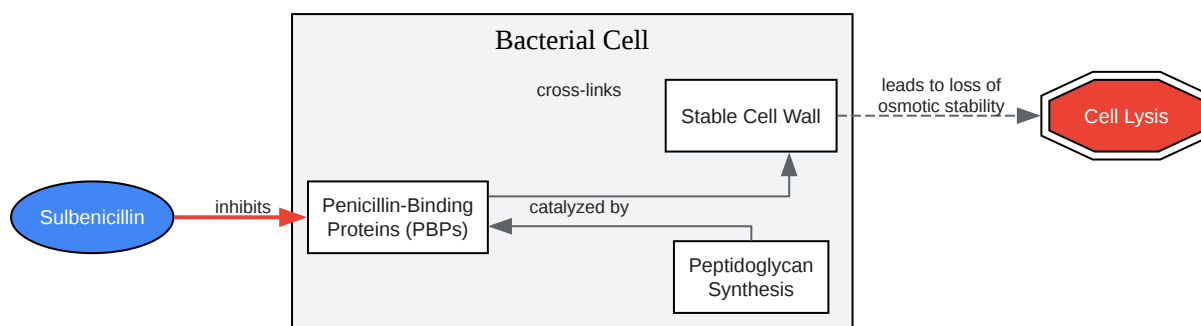 Bacterial Cell
cross-links
Stable Cell Wall
leads to loss of
osmotic stability
Cell Lysis
Sulbenicillin
inhibits
Penicillin-Binding
Proteins (PBPs)
catalyzed by
Peptidoglycan
Synthesis